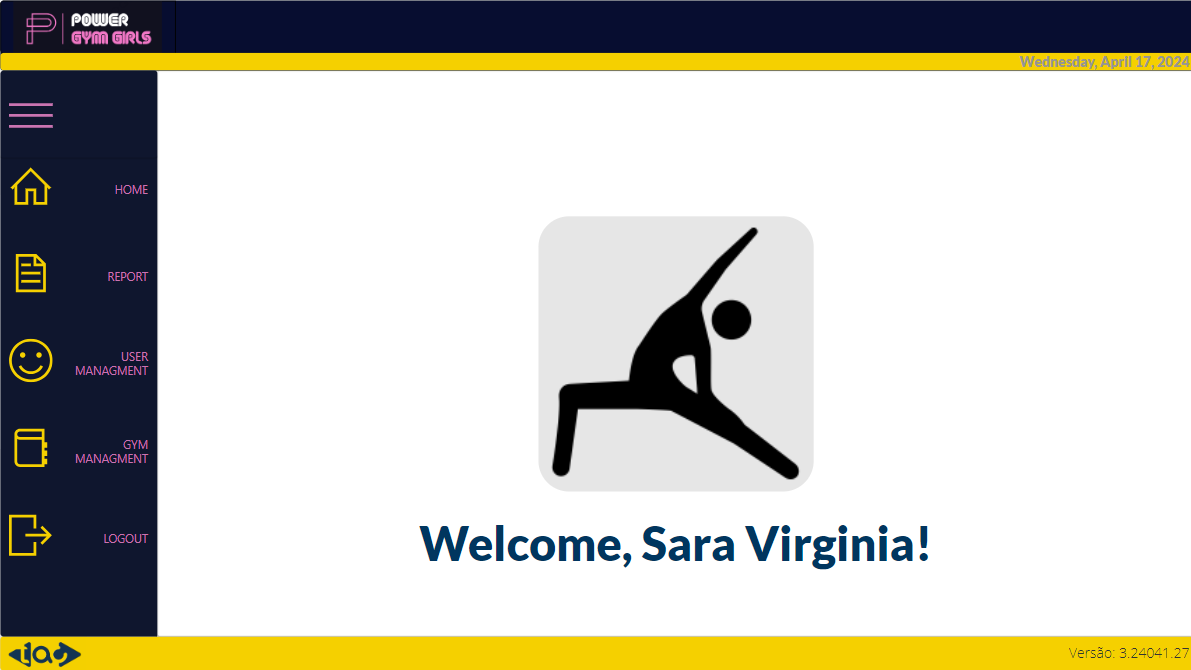 POWER
GYM GIRLS
Wednesday, April 17, 2024
HOME
REPORT
USER
MANAGMENT
GYM
MANAGMENT
LOGOUT
Welcome, Sara Virginia!
Versão: 3.24041.27